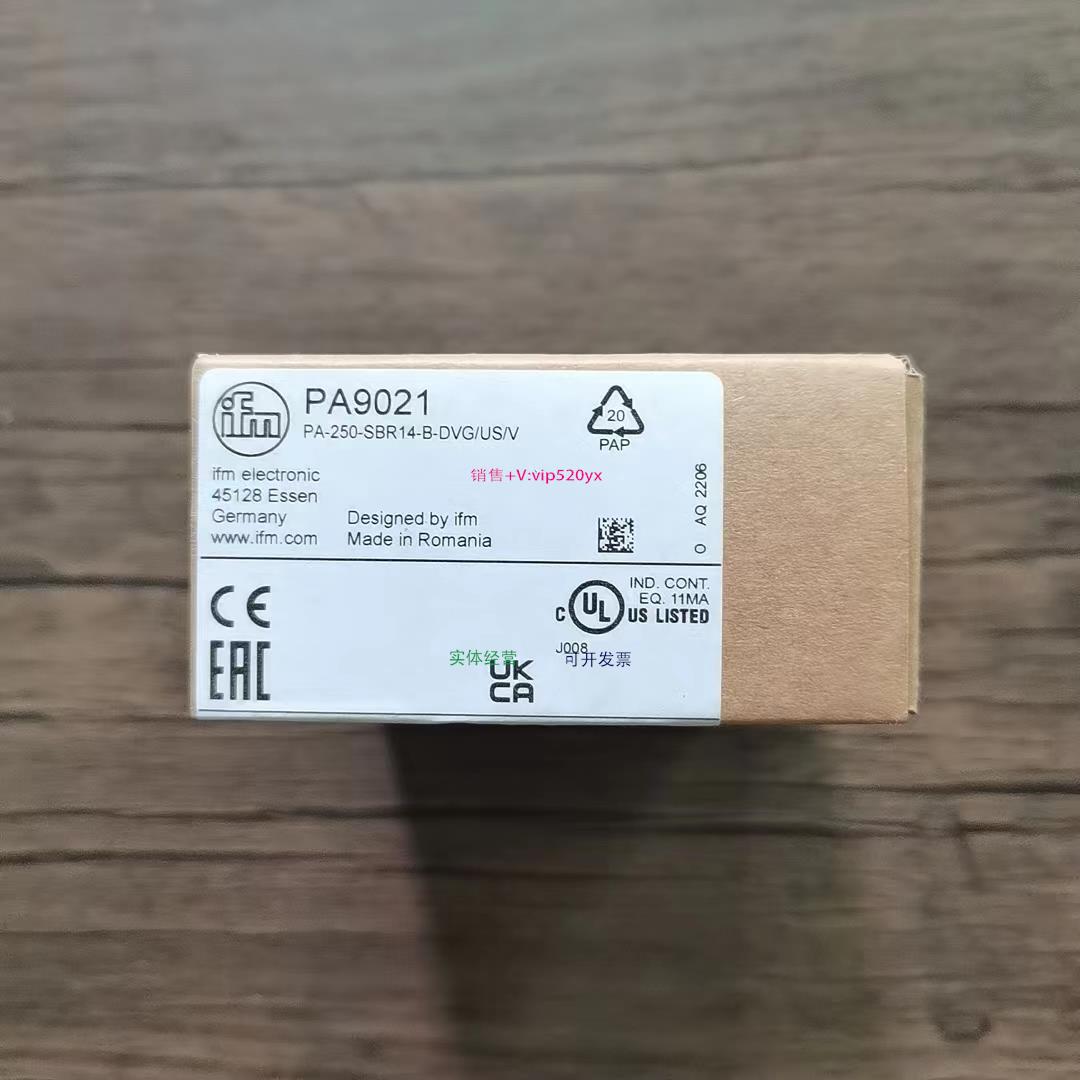 ifm
PA9021
PA-250-SBR14-B-DVG/US/V
20
PAP
ifm electronic
45128 Essen
Germany
www.ifm.com
Designed by ifm
Made in Romania
销售+V:vip520yx
O AQ 2206
CE
EAC
C UL US LISTED
IND. CONT.
EQ. 11MA
J008
实体经营
可开发票
UK
CA